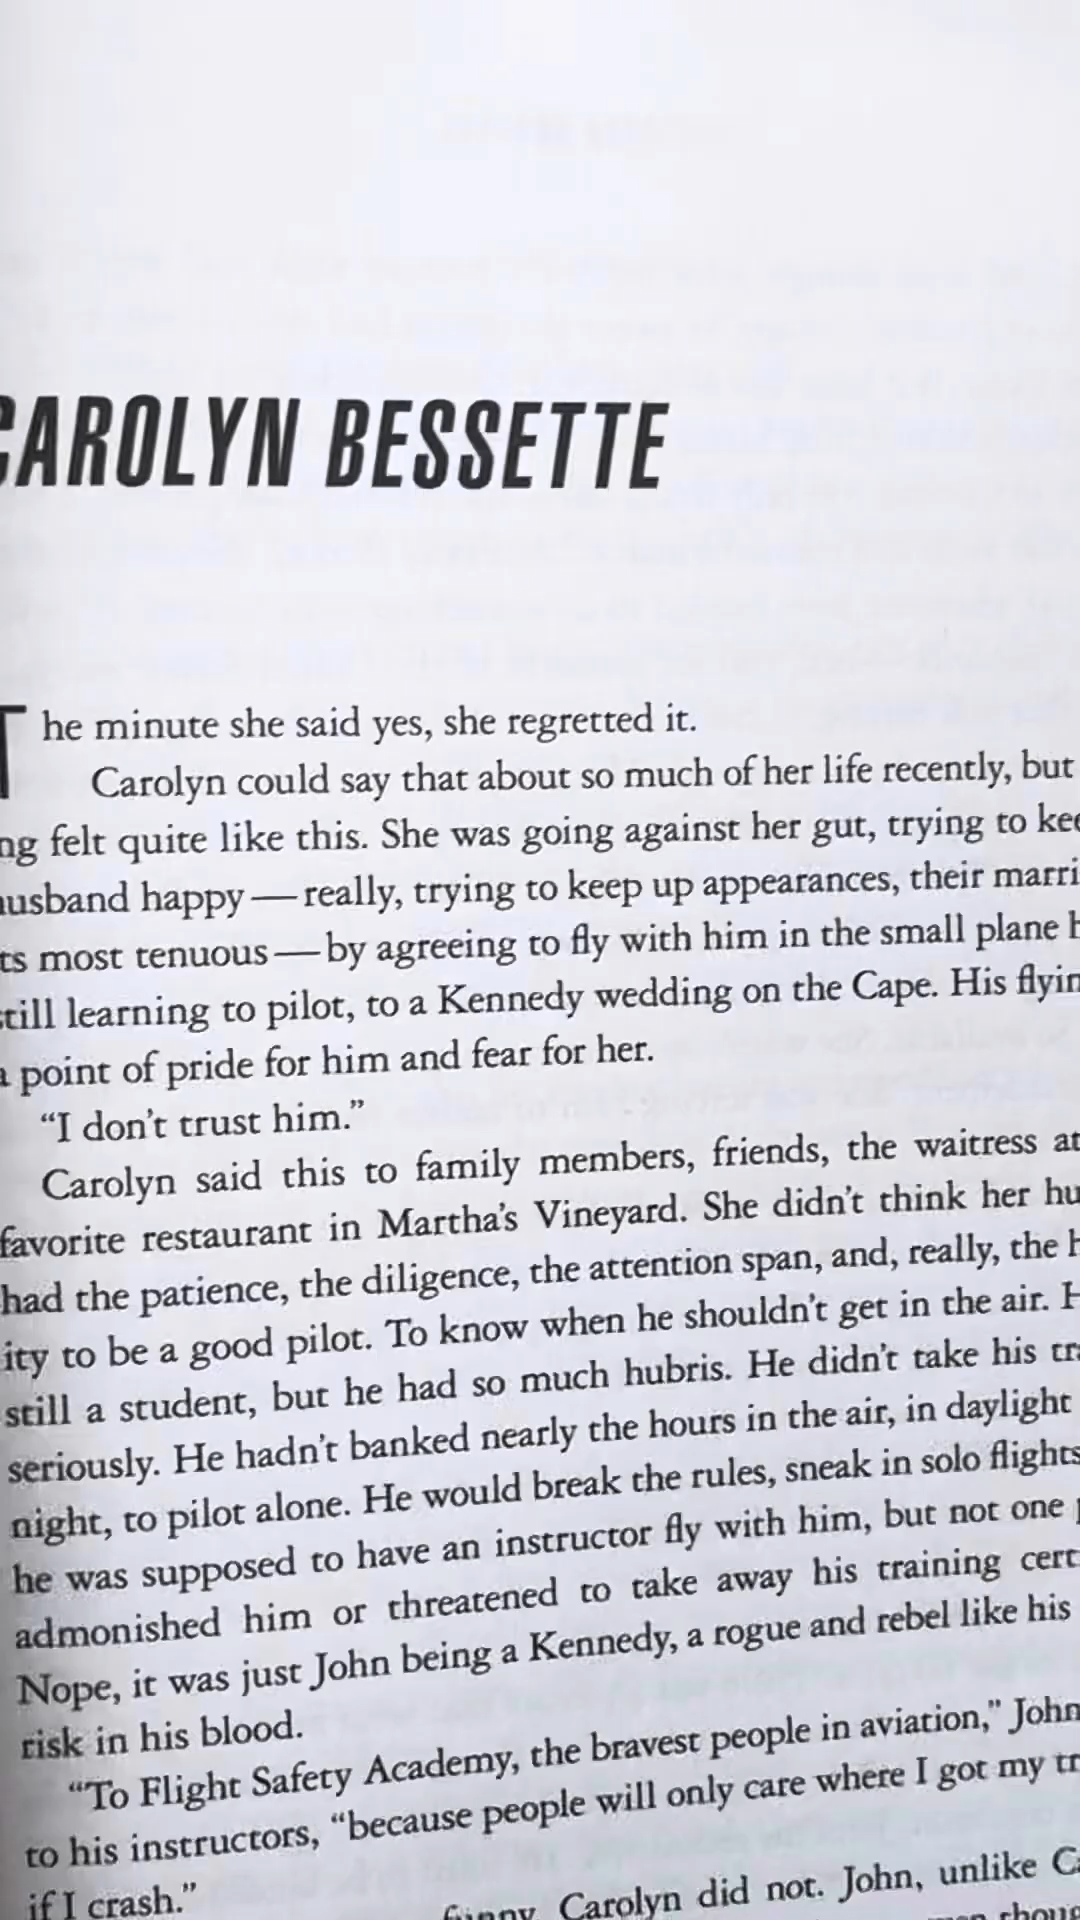 CAROLYN BESSETTE
The minute she said yes, she regretted it.
Carolyn could say that about so much of her life recently, but
ng felt quite like this. She was going against her gut, trying to kee
usband happy—really, trying to keep up appearances, their marri
ts most tenuous—by agreeing to fly with him in the small plane h
still learning to pilot, to a Kennedy wedding on the Cape. His flyin
a point of pride for him and fear for her.
“I don’t trust him.”
Carolyn said this to family members, friends, the waitress at
favorite restaurant in Martha’s Vineyard. She didn’t think her hu
had the patience, the diligence, the attention span, and, really, the h
ity to be a good pilot. To know when he shouldn’t get in the air. H
still a student, but he had so much hubris. He didn’t take his tra
seriously. He hadn’t banked nearly the hours in the air, in daylight
night, to pilot alone. He would break the rules, sneak in solo flights
he was supposed to have an instructor fly with him, but not one p
admonished him or threatened to take away his training cert
Nope, it was just John being a Kennedy, a rogue and rebel like his
risk in his blood.
“To Flight Safety Academy, the bravest people in aviation,” John
to his instructors, “because people will only care where I got my tr
if I crash.”
funny. Carolyn did not. John, unlike Ca